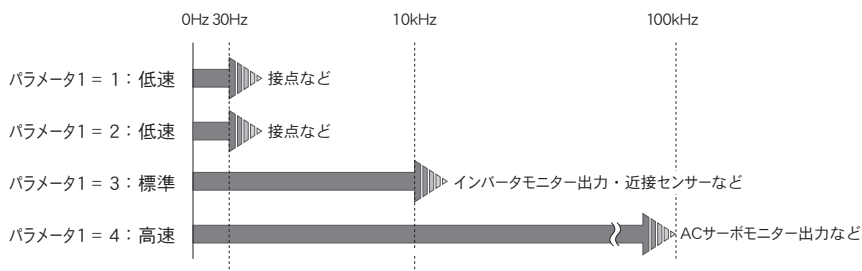 0Hz 30Hz 10kHz 100kHz
パラメータ1 = 1：低速 接点など
パラメータ1 = 2：低速 接点など
パラメータ1 = 3：標準 インバータモニター出力・近接センサーなど
パラメータ1 = 4：高速 ACサーボモニター出力など